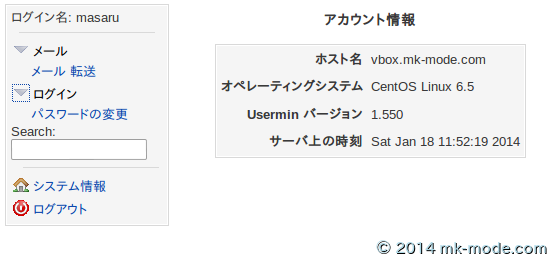 ログイン名: masaru
メール
メール 転送
ログイン
パスワードの変更
Search:
システム情報
ログアウト
アカウント情報
ホスト名 vbox.mk-mode.com
オペレーティングシステム CentOS Linux 6.5
Usermin バージョン 1.550
サーバ上の時刻 Sat Jan 18 11:52:19 2014
© 2014 mk-mode.com